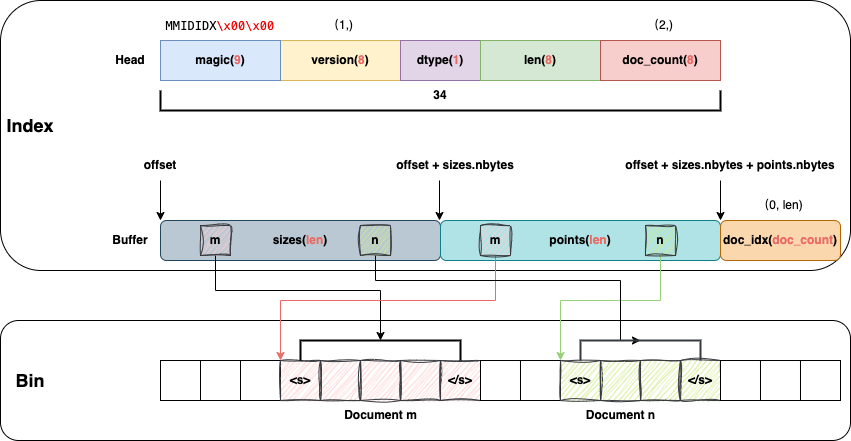 MMIDIDX\x00\x00 (1,) (2,)
Head magic(9) version(8) dtype(1) len(8) doc_count(8)
34
Index
offset offset + sizes.nbytes offset + sizes.nbytes + points.nbytes
(0, len)
Buffer m sizes(len) n m points(len) n doc_idx(doc_count)
Bin <s> </s> <s> </s>
Document m Document n